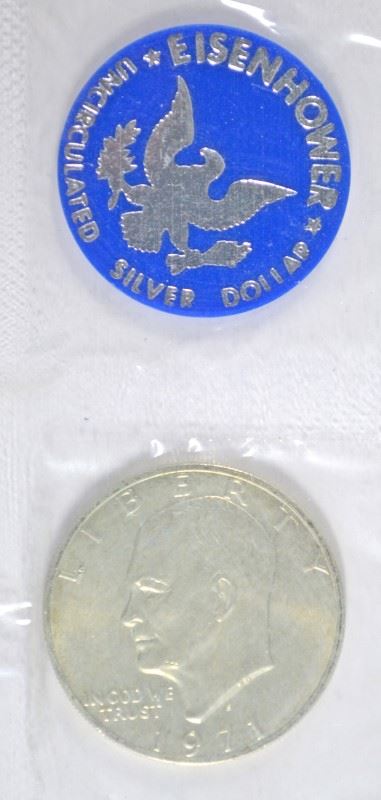 ★ EISENHOWER ★
UNCIRCULATED SILVER DOLLAR
LIBERTY
IN GOD WE
TRUST
1971